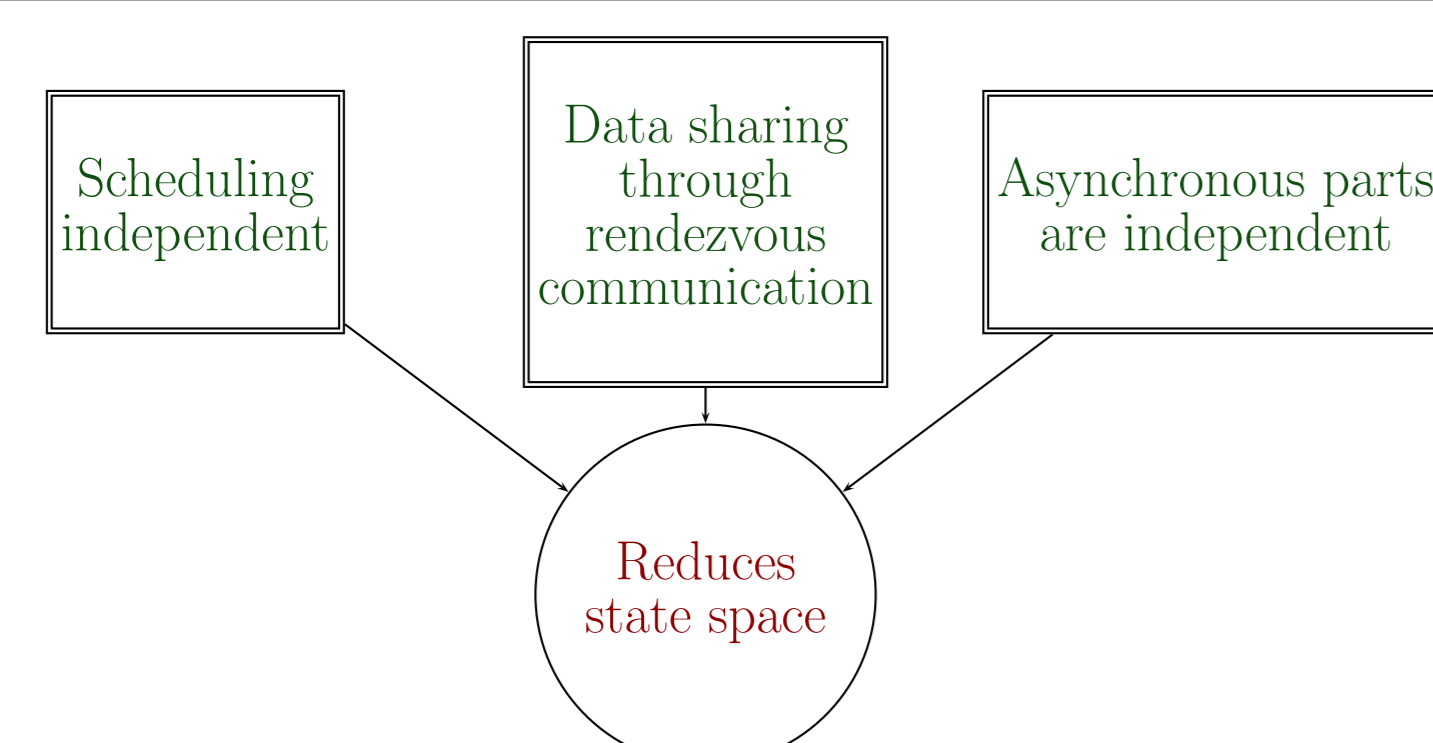 Scheduling
independent
Data sharing
through
rendezvous
communication
Asynchronous parts
are independent
Reduces
state space